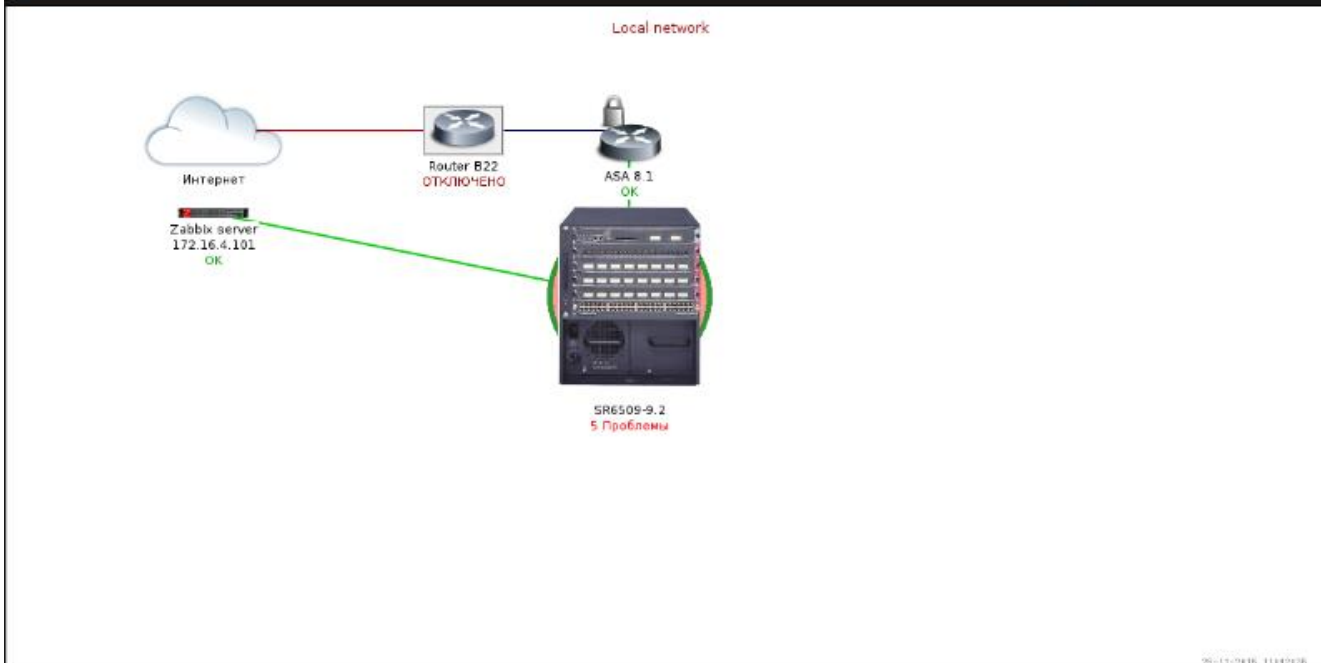 Local network
Интернет
Router B22
ОТКЛЮЧЕНО
ASA 8.1
OK
Zabbix server
172.16.4.101
OK
SR6509-9.2
5 Проблемы